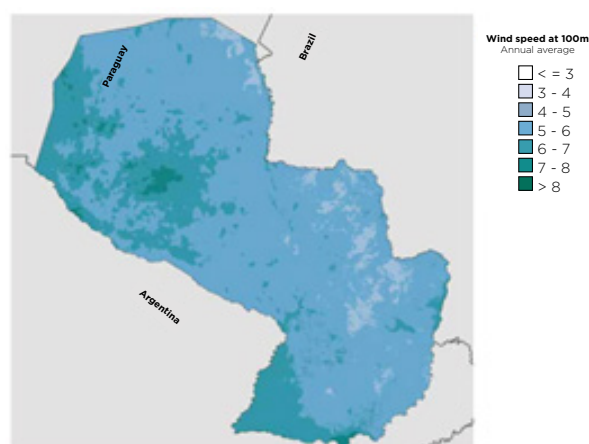 Paraguay
Brazil
Argentina
Wind speed at 100m
Annual average
< = 3
3 - 4
4 - 5
5 - 6
6 - 7
7 - 8
> 8